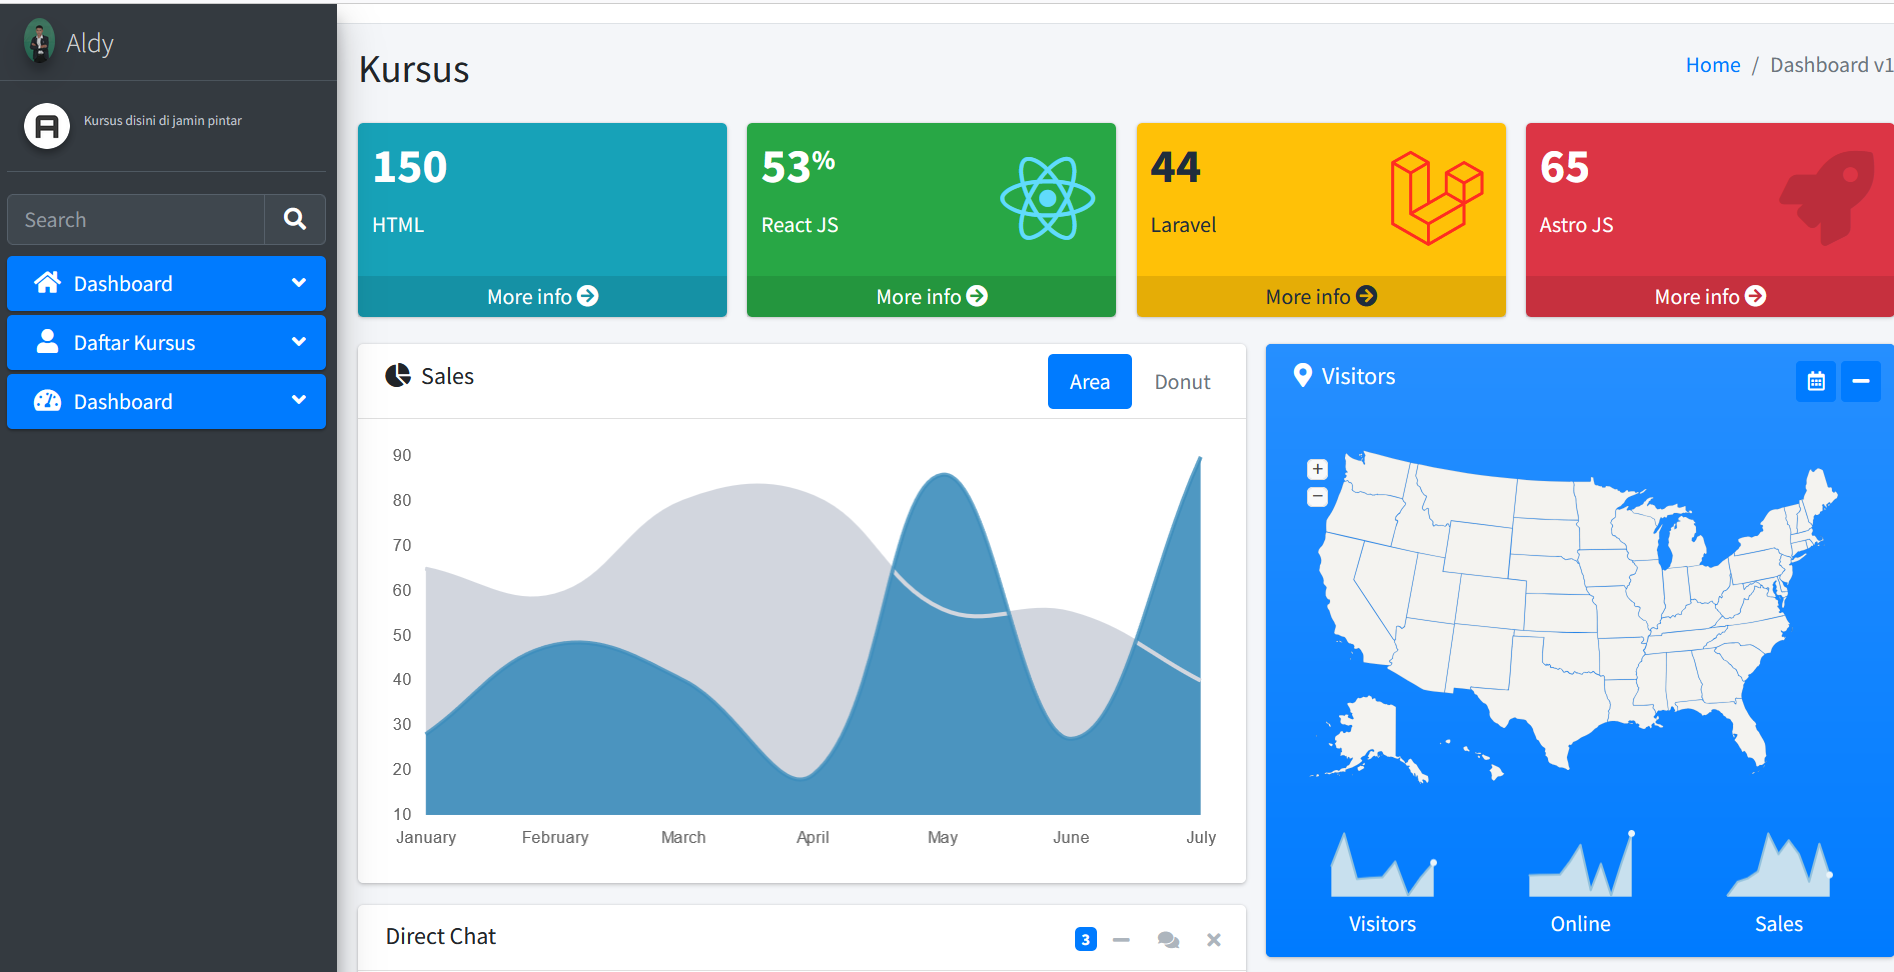 Aldy
Kursus disini di jamin pintar
Search
Dashboard
Daftar Kursus
Dashboard
Kursus
Home / Dashboard v1
150
HTML
More info
53%
React JS
More info
44
Laravel
More info
65
Astro JS
More info
Sales
Area
Donut
90
80
70
60
50
40
30
20
10
January February March April May June July
Visitors
+
−
Visitors
Online
Sales
Direct Chat
3